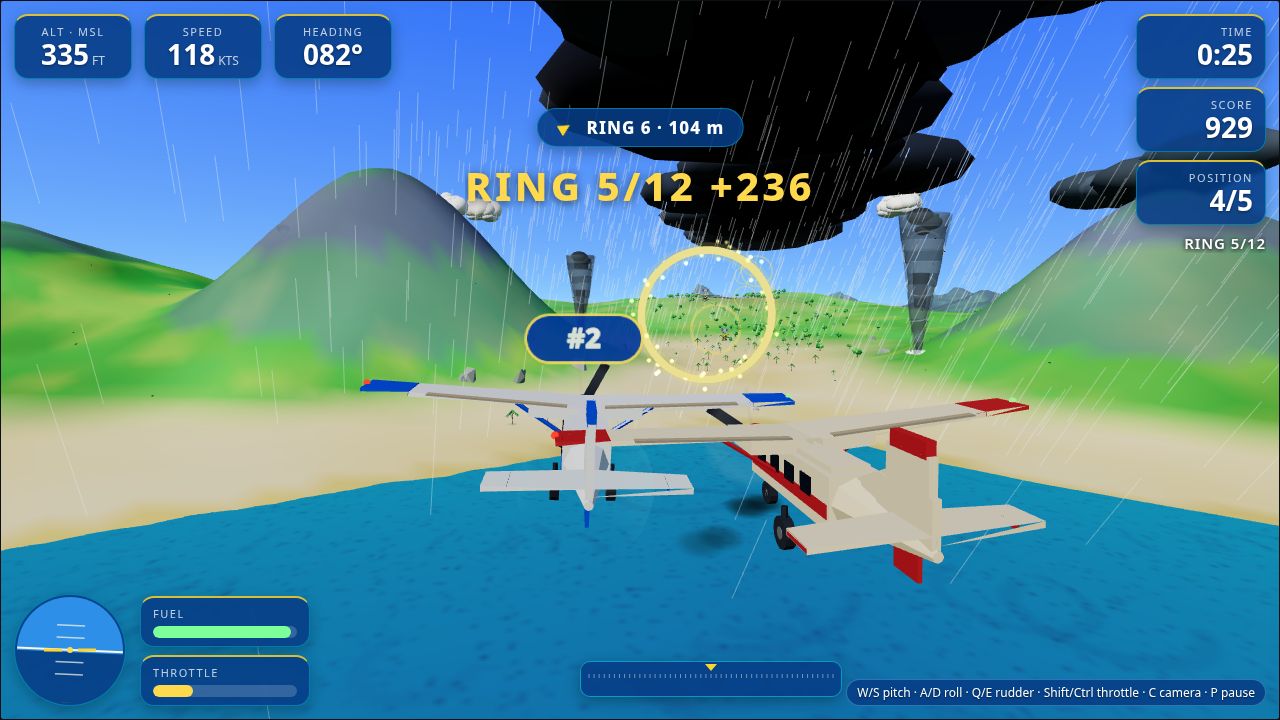 ALT · MSL
335 FT
SPEED
118 KTS
HEADING
082°
TIME
0:25
SCORE
929
POSITION
4/5
RING 5/12
RING 6 · 104 m
RING 5/12 +236
#2
FUEL
THROTTLE
W/S pitch · A/D roll · Q/E rudder · Shift/Ctrl throttle · C camera · P pause